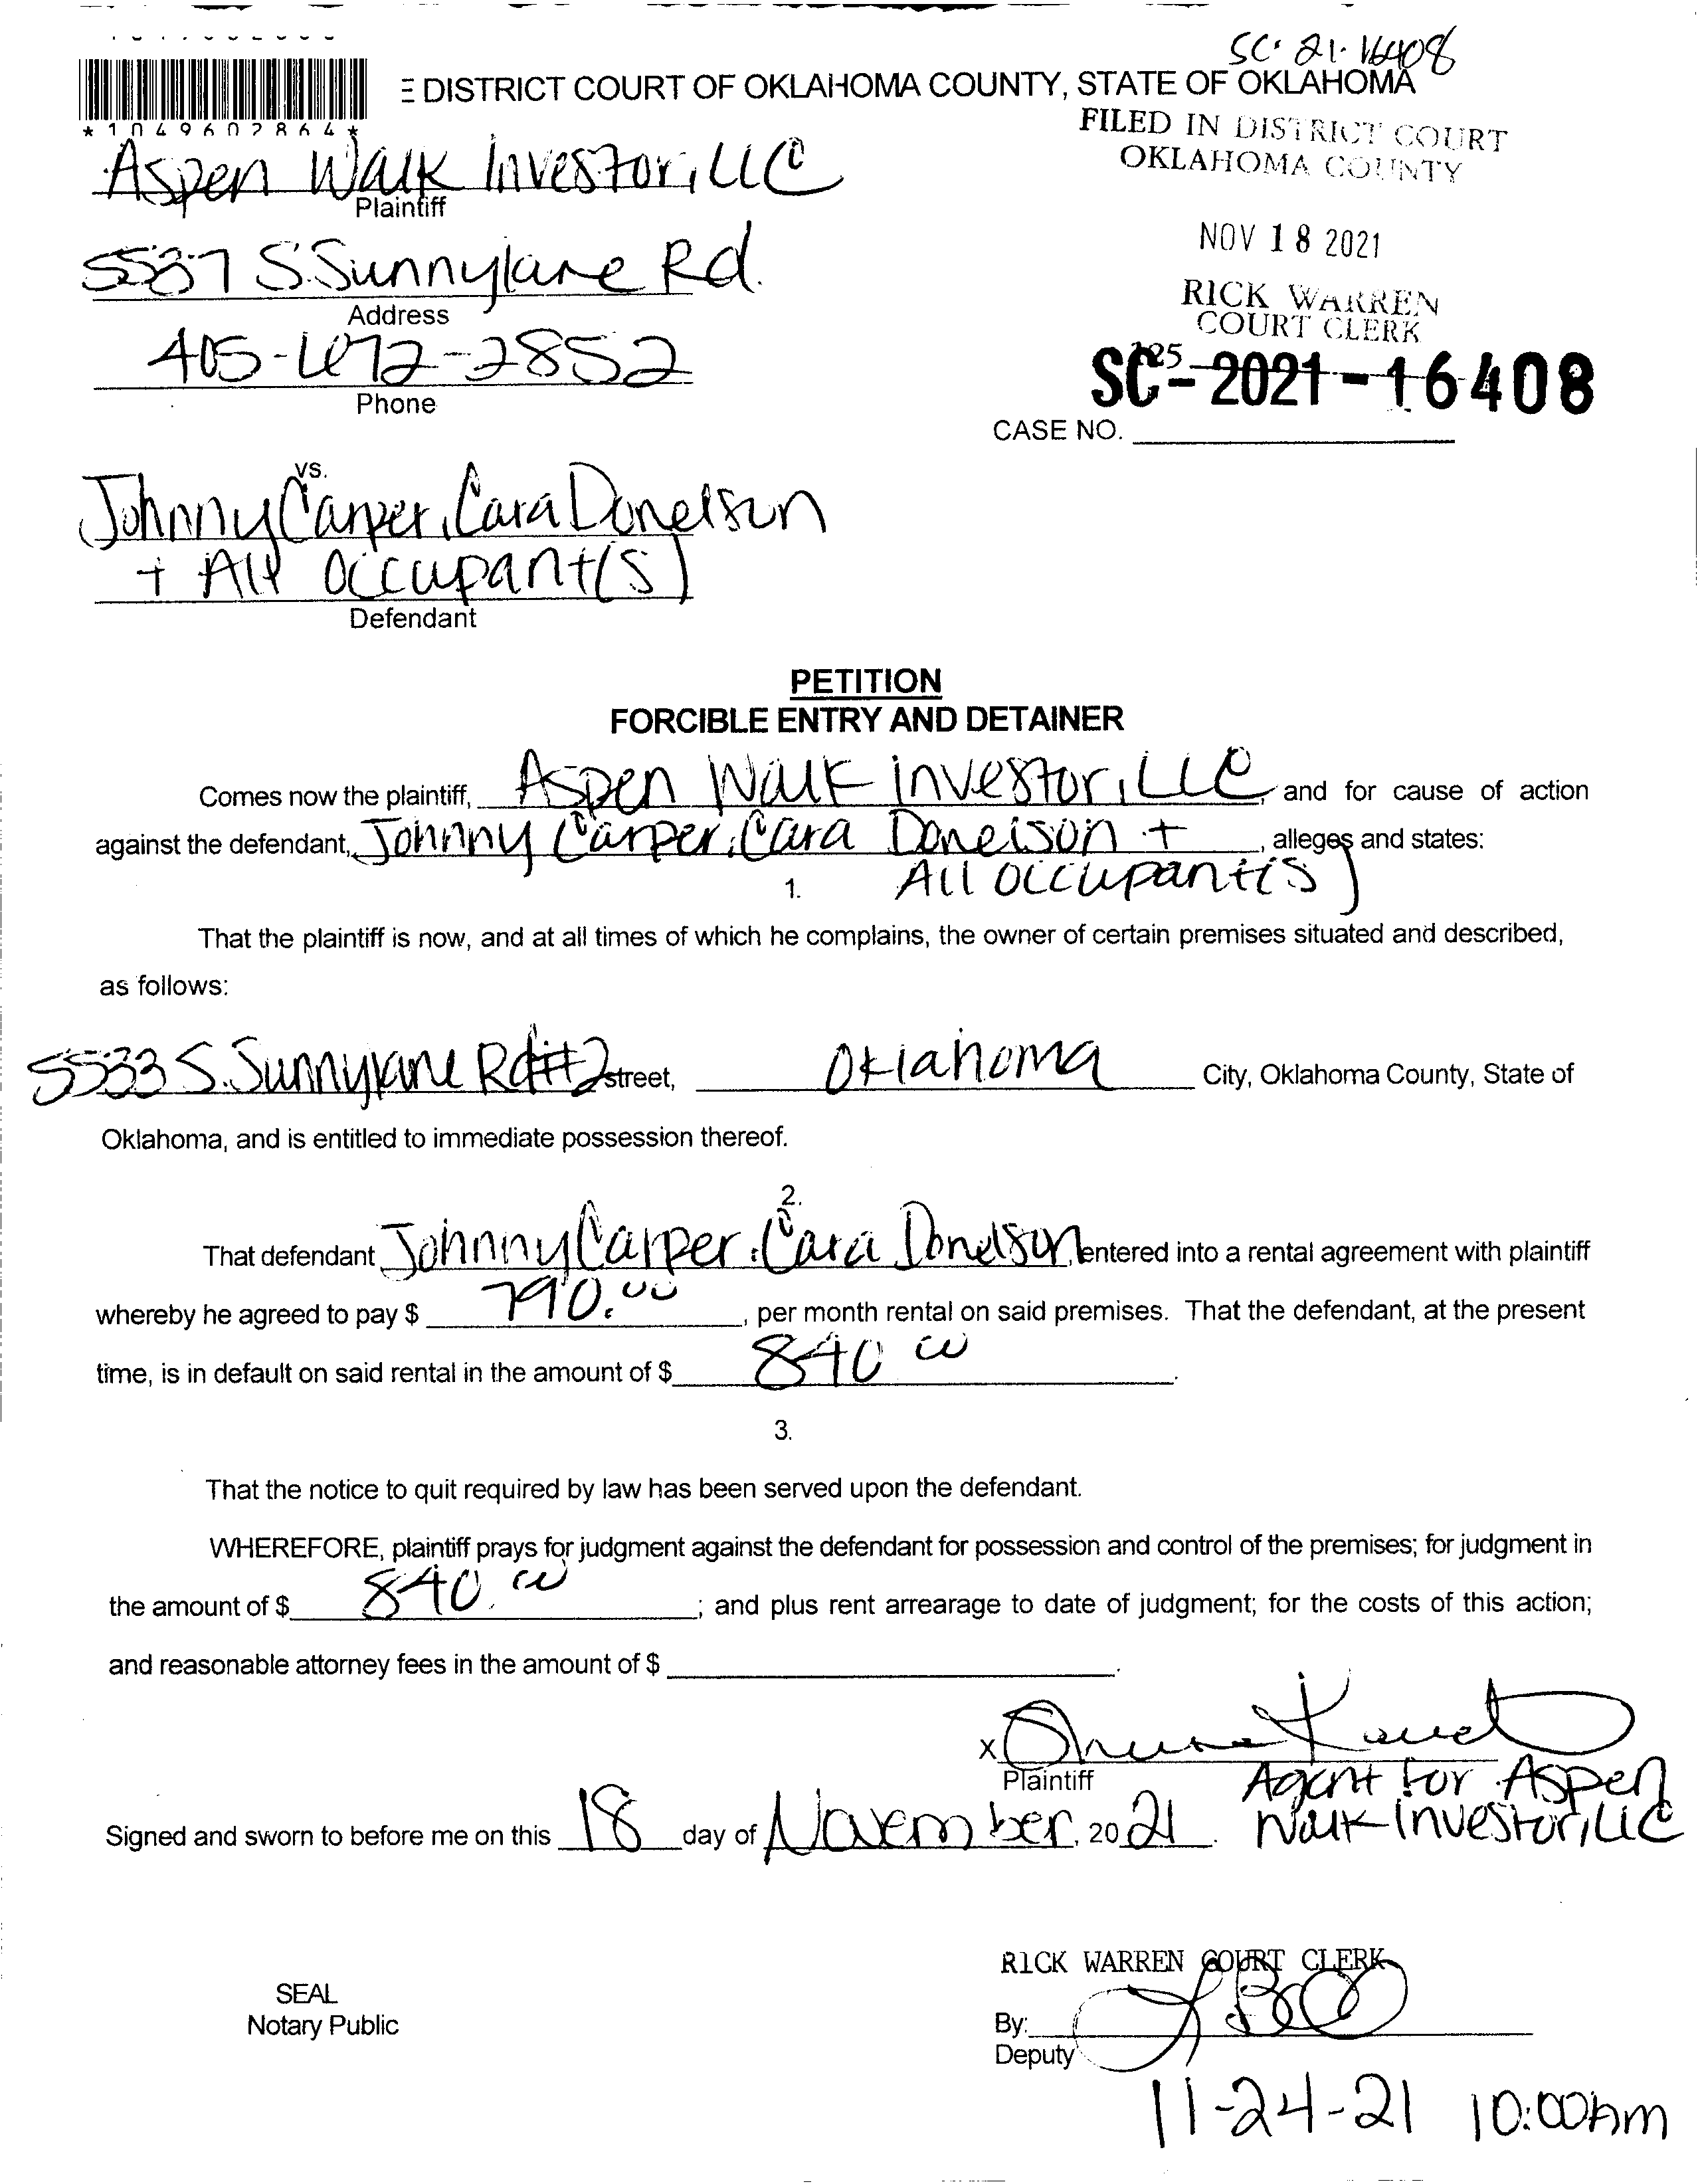 SC-21-16408
E DISTRICT COURT OF OKLAHOMA COUNTY, STATE OF OKLAHOMA
*1049602864*
FILED IN DISTRICT COURT
OKLAHOMA COUNTY
Aspen Walk Investor, LLC
Plaintiff
NOV 18 2021
5537 S. Sunnylane Rd.
Address
RICK WARREN
COURT CLERK
405-672-2852
Phone
SC-2021-16408
CASE NO.
vs.
Johnny Carper, Cara Donelson
+ All Occupant(s)
Defendant
PETITION
FORCIBLE ENTRY AND DETAINER
Comes now the plaintiff, Aspen Walk investor, LLC, and for cause of action
against the defendant, Johnny Carper, Cara Donelson +, alleges and states:
All occupant(s)
1.
That the plaintiff is now, and at all times of which he complains, the owner of certain premises situated and described,
as follows:
5533 S. Sunnylane Rd #2 street, Oklahoma City, Oklahoma County, State of
Oklahoma, and is entitled to immediate possession thereof.
2.
That defendant Johnny Carper, Cara Donelson, entered into a rental agreement with plaintiff
whereby he agreed to pay $ 790.00, per month rental on said premises. That the defendant, at the present
time, is in default on said rental in the amount of $ 840 00.
3.
That the notice to quit required by law has been served upon the defendant.
WHEREFORE, plaintiff prays for judgment against the defendant for possession and control of the premises; for judgment in
the amount of $ 840.00; and plus rent arrearage to date of judgment; for the costs of this action;
and reasonable attorney fees in the amount of $ .
x
Plaintiff
Agent for Aspen
Walk Investor, LLC
Signed and sworn to before me on this 18 day of November, 2021.
RICK WARREN COURT CLERK
SEAL
Notary Public
By:
Deputy
11-24-21 10:00Am